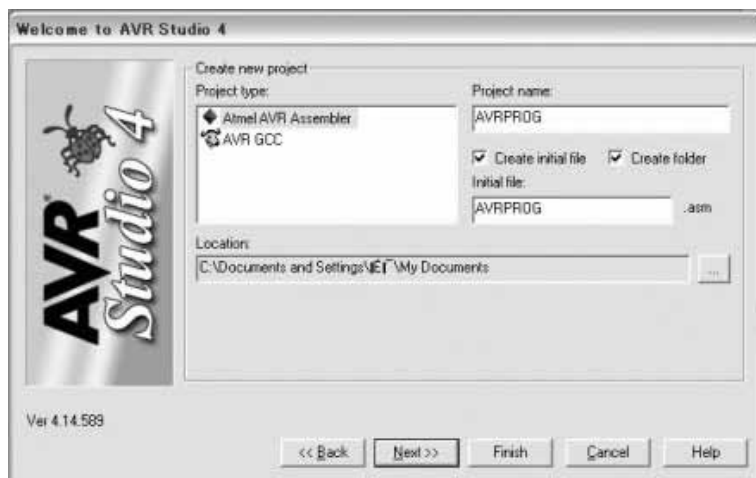 Welcome to AVR Studio 4
AVR Studio 4
Create new project
Project type:
Atmel AVR Assembler
AVR GCC
Project name:
AVRPROG
Create initial file
Create folder
Initial file:
AVRPROG
.asm
Location:
C:\Documents and Settings\ \My Documents
...
Ver 4.14.589
<< Back
Next >>
Finish
Cancel
Help